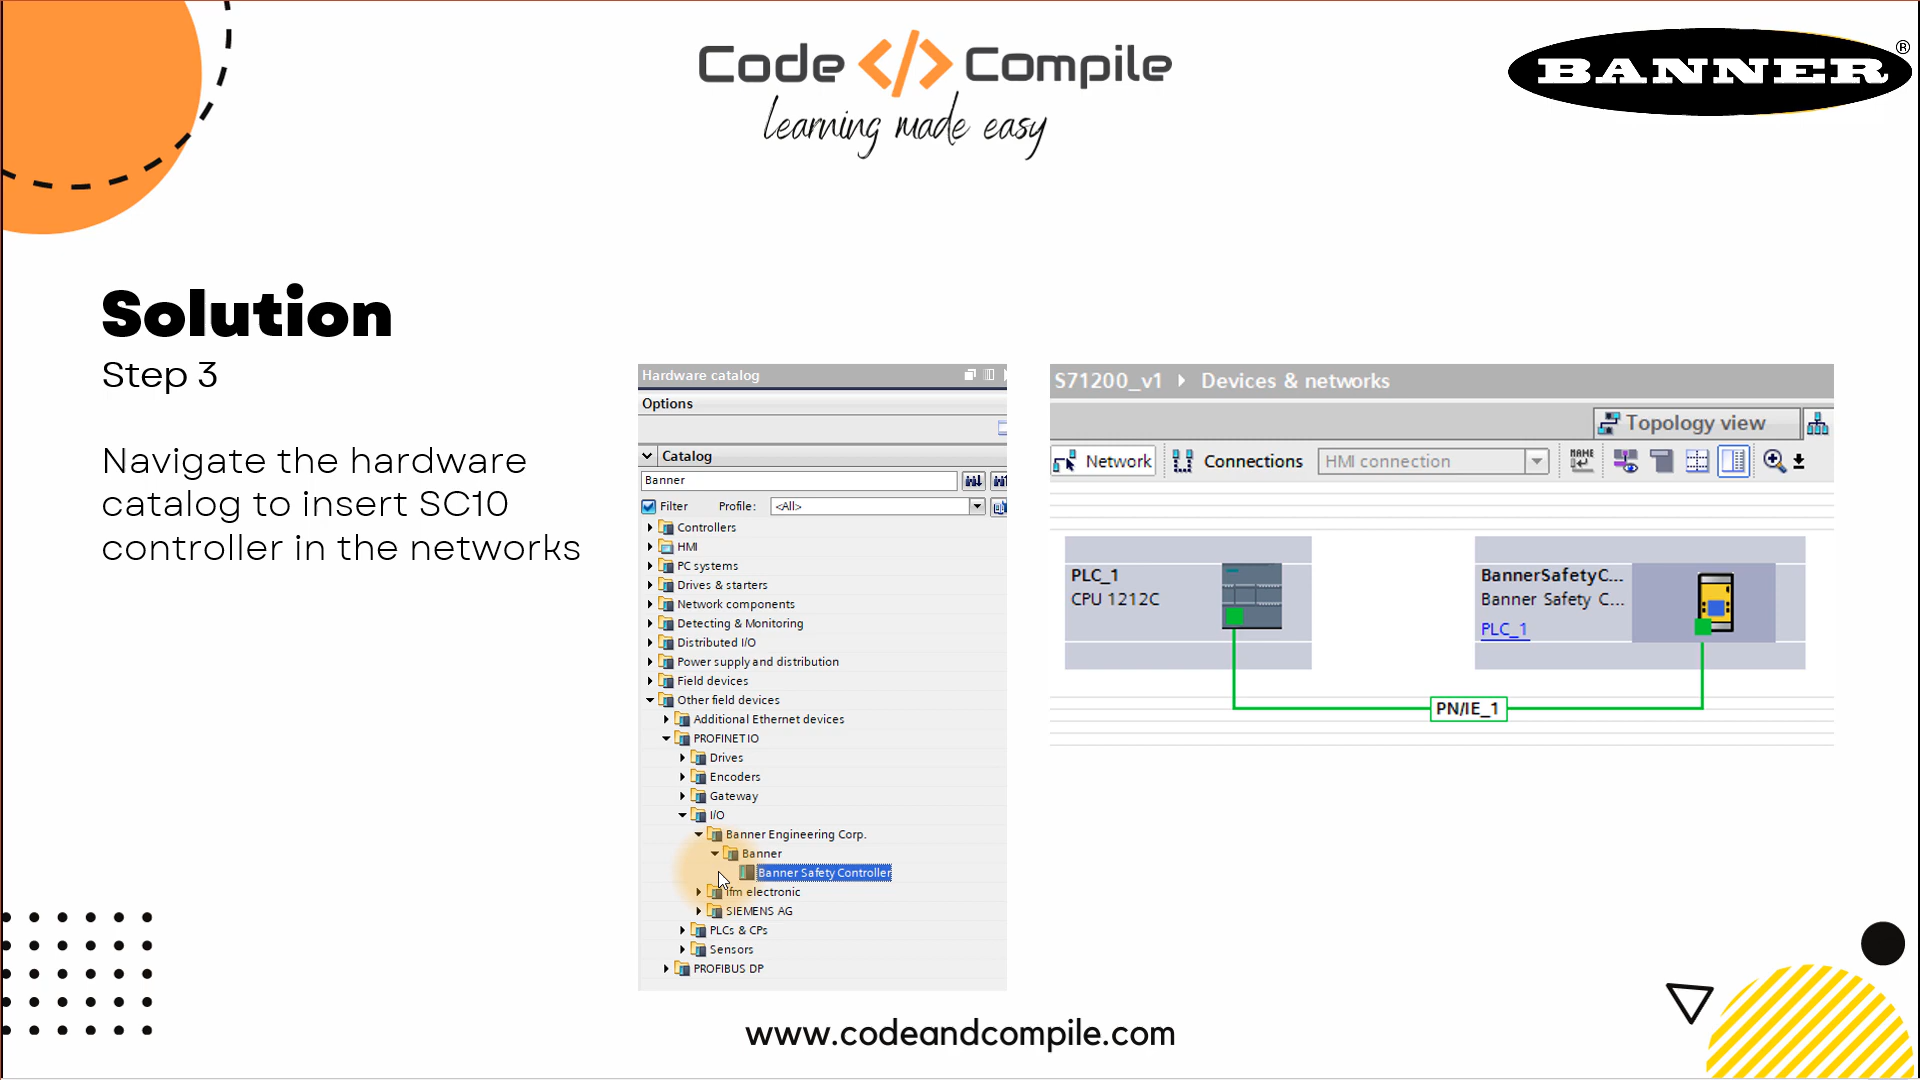 Code </> Compile
learning made easy
BANNER®
Solution
Step 3
Navigate the hardware
catalog to insert SC10
controller in the networks
Hardware catalog
Options
Catalog
Banner
Filter Profile: <All>
Controllers
HMI
PC systems
Drives & starters
Network components
Detecting & Monitoring
Distributed I/O
Power supply and distribution
Field devices
Other field devices
Additional Ethernet devices
PROFINET IO
Drives
Encoders
Gateway
I/O
Banner Engineering Corp.
Banner
Banner Safety Controller
ifm electronic
SIEMENS AG
PLCs & CPs
Sensors
PROFIBUS DP
S71200_v1 Devices & networks
Topology view
Network Connections HMI connection
NAME
PLC_1
CPU 1212C
BannerSafetyC...
Banner Safety C...
PLC_1
PN/IE_1
www.codeandcompile.com